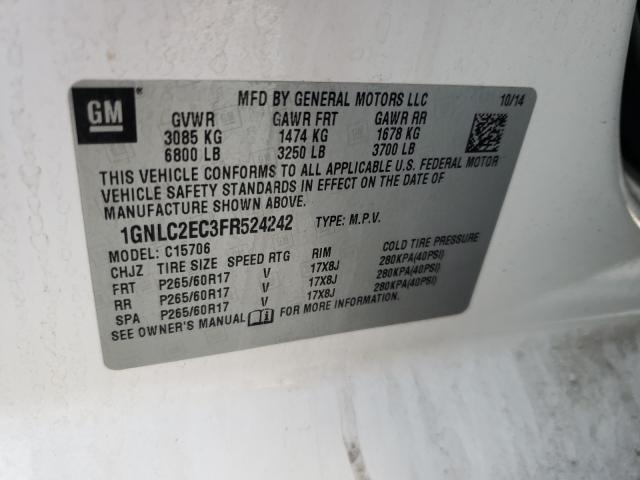 GM ®
MFD BY GENERAL MOTORS LLC 10/14
GVWR GAWR FRT GAWR RR
3085 KG 1474 KG 1678 KG
6800 LB 3250 LB 3700 LB
THIS VEHICLE CONFORMS TO ALL APPLICABLE U.S. FEDERAL MOTOR
VEHICLE SAFETY STANDARDS IN EFFECT ON THE DATE OF
MANUFACTURE SHOWN ABOVE.
1GNLC2EC3FR524242 TYPE: M.P.V.
MODEL: C15706
CHJZ TIRE SIZE SPEED RTG RIM COLD TIRE PRESSURE
FRT P265/60R17 V 17X8J 280KPA(40PSI)
RR P265/60R17 V 17X8J 280KPA(40PSI)
SPA P265/60R17 V 17X8J 280KPA(40PSI)
SEE OWNER'S MANUAL FOR MORE INFORMATION.